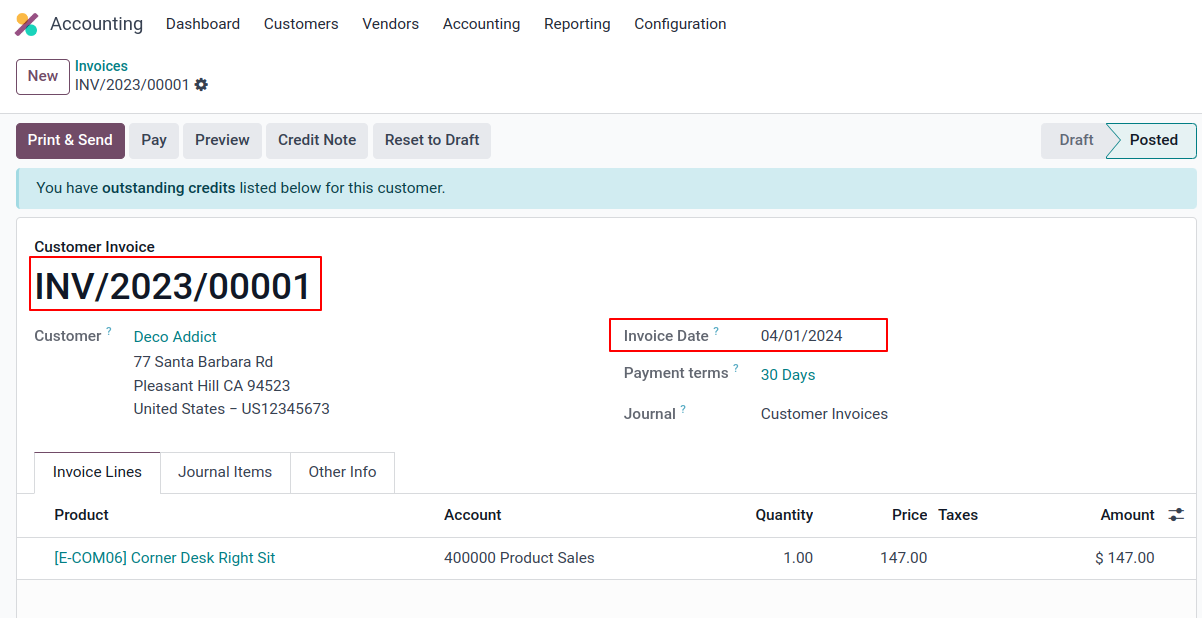 Accounting Dashboard Customers Vendors Accounting Reporting Configuration
New
Invoices
INV/2023/00001
Print & Send Pay Preview Credit Note Reset to Draft Draft Posted
You have outstanding credits listed below for this customer.
Customer Invoice
INV/2023/00001
Customer ? Deco Addict
77 Santa Barbara Rd
Pleasant Hill CA 94523
United States – US12345673
Invoice Date ? 04/01/2024
Payment terms ? 30 Days
Journal ? Customer Invoices
Invoice Lines Journal Items Other Info
Product Account Quantity Price Taxes Amount
[E-COM06] Corner Desk Right Sit 400000 Product Sales 1.00 147.00 $ 147.00